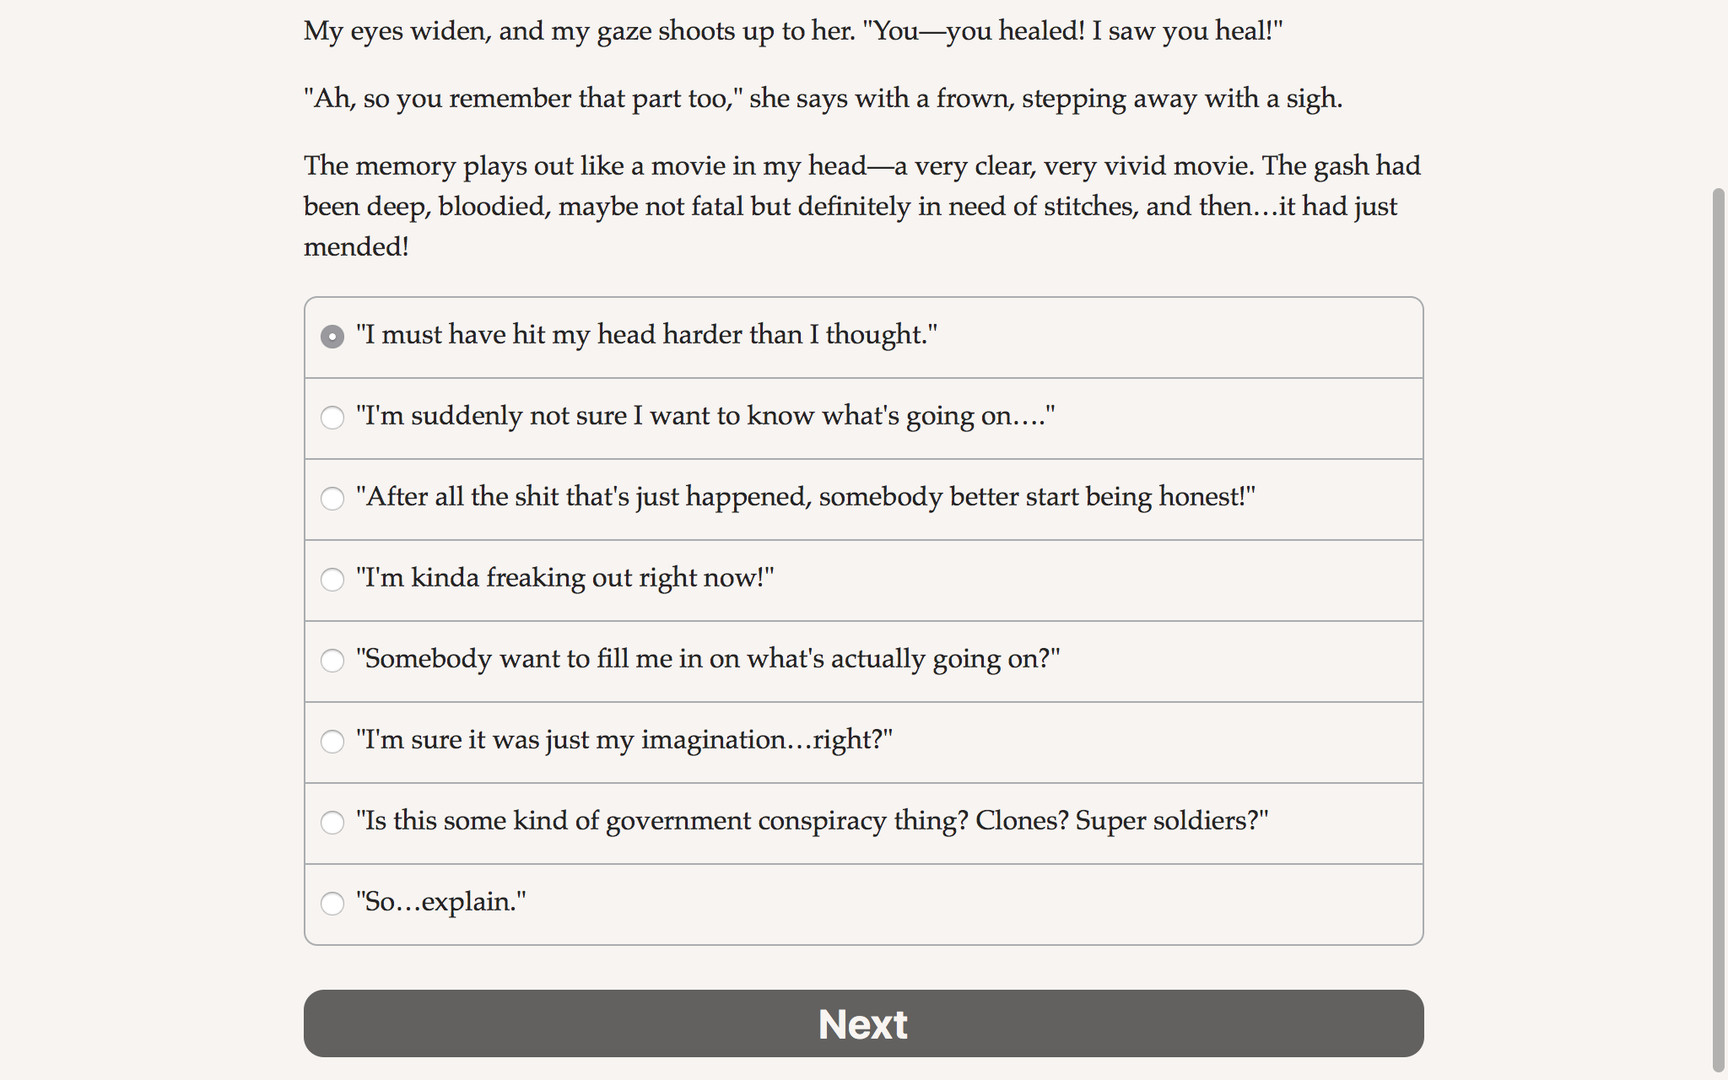 My eyes widen, and my gaze shoots up to her. "You—you healed! I saw you heal!"
"Ah, so you remember that part too," she says with a frown, stepping away with a sigh.
The memory plays out like a movie in my head—a very clear, very vivid movie. The gash had
been deep, bloodied, maybe not fatal but definitely in need of stitches, and then…it had just
mended!
"I must have hit my head harder than I thought."
"I'm suddenly not sure I want to know what's going on…."
"After all the shit that's just happened, somebody better start being honest!"
"I'm kinda freaking out right now!"
"Somebody want to fill me in on what's actually going on?"
"I'm sure it was just my imagination…right?"
"Is this some kind of government conspiracy thing? Clones? Super soldiers?"
"So…explain."
Next